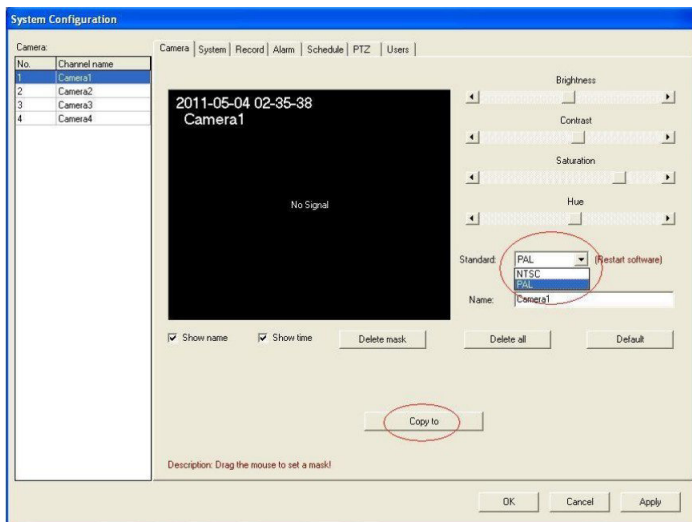 System Configuration
Camera:
No. Channel name
1 Camera1
2 Camera2
3 Camera3
4 Camera4
Camera System Record Alarm Schedule PTZ Users
2011-05-04 02-35-38
Camera1
No Signal
Brightness
Contrast
Saturation
Hue
Standard: PAL (Restart software)
NTSC
PAL
Name: Camera1
Show name Show time Delete mask Delete all Default
Copy to
Description: Drag the mouse to set a mask!
OK Cancel Apply